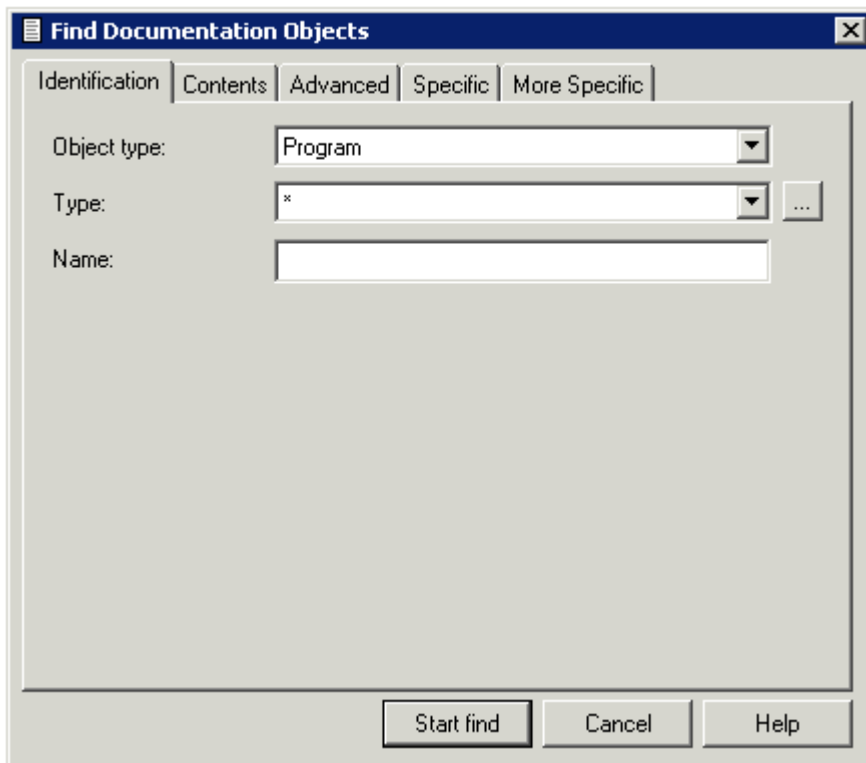 Find Documentation Objects
Identification Contents Advanced Specific More Specific
Object type: Program
Type: * ...
Name:
Start find Cancel Help